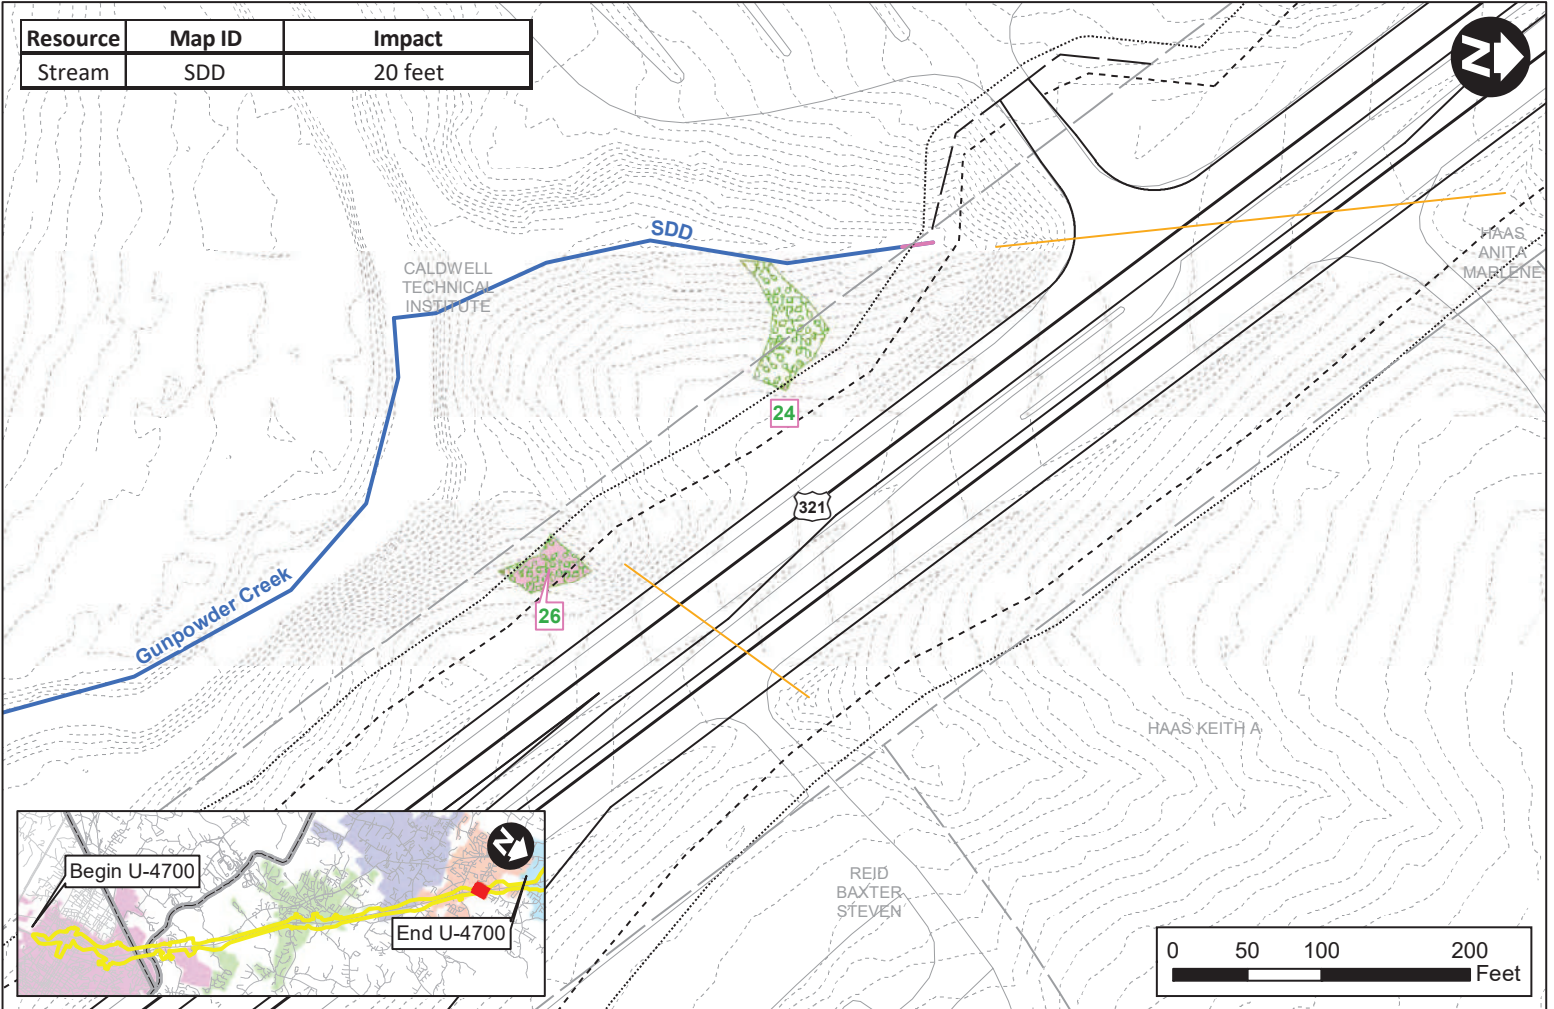 Resource Map ID Impact
Stream SDD 20 feet
N
SDD
CALDWELL
TECHNICAL
INSTITUTE
HAAS
ANITA
MARLENE
24
321
26
Gunpowder Creek
HAAS KEITH A
REID
BAXTER
STEVEN
Begin U-4700
N
End U-4700
0 50 100 200
Feet